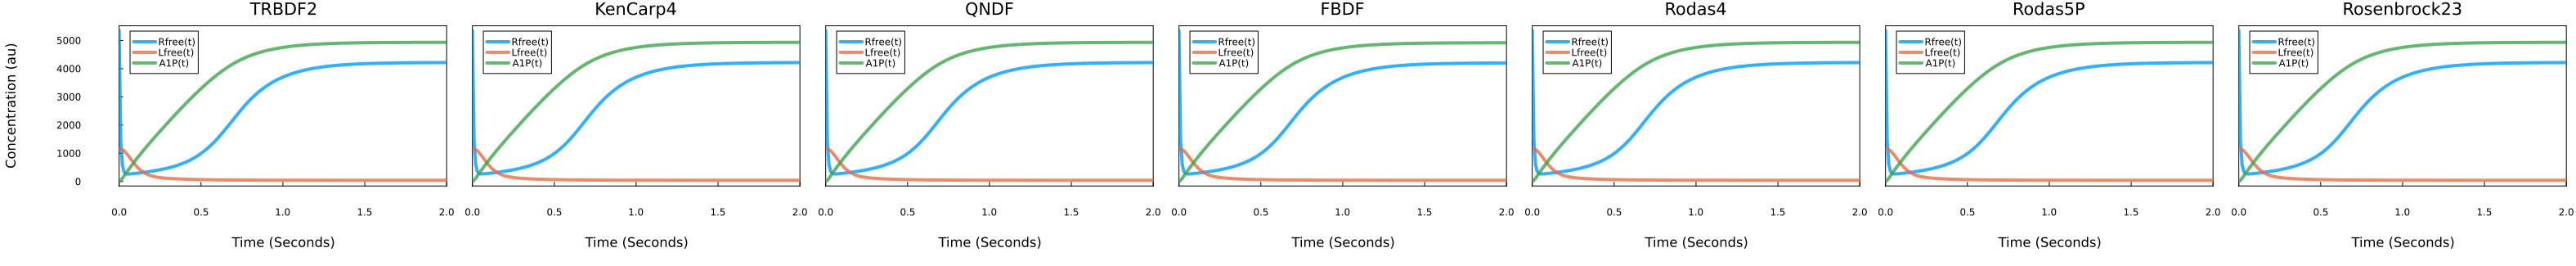 TRBDF2
KenCarp4
QNDF
FBDF
Rodas4
Rodas5P
Rosenbrock23
Concentration (au)
5000
4000
3000
2000
1000
0
Rfree(t)
Lfree(t)
A1P(t)
0.0 0.5 1.0 1.5 2.0
Time (Seconds)
Rfree(t)
Lfree(t)
A1P(t)
0.0 0.5 1.0 1.5 2.0
Time (Seconds)
Rfree(t)
Lfree(t)
A1P(t)
0.0 0.5 1.0 1.5 2.0
Time (Seconds)
Rfree(t)
Lfree(t)
A1P(t)
0.0 0.5 1.0 1.5 2.0
Time (Seconds)
Rfree(t)
Lfree(t)
A1P(t)
0.0 0.5 1.0 1.5 2.0
Time (Seconds)
Rfree(t)
Lfree(t)
A1P(t)
0.0 0.5 1.0 1.5 2.0
Time (Seconds)
Rfree(t)
Lfree(t)
A1P(t)
0.0 0.5 1.0 1.5 2.0
Time (Seconds)